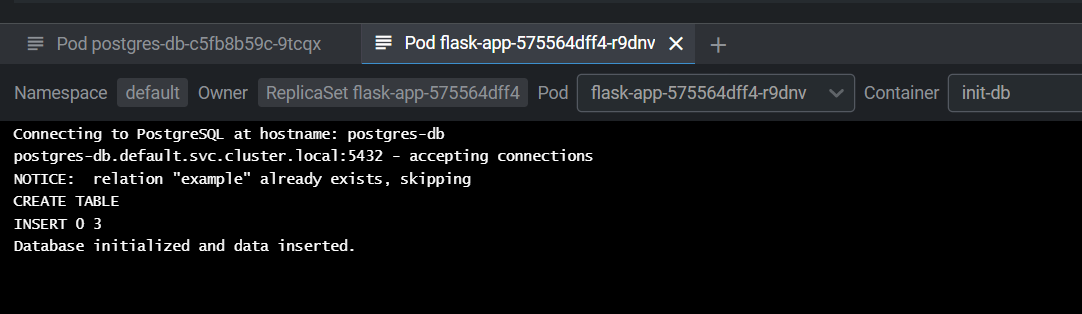 Pod postgres-db-c5fb8b59c-9tcqx Pod flask-app-575564dff4-r9dnv
Namespace default Owner ReplicaSet flask-app-575564dff4 Pod flask-app-575564dff4-r9dnv Container init-db
Connecting to PostgreSQL at hostname: postgres-db
postgres-db.default.svc.cluster.local:5432 - accepting connections
NOTICE:  relation "example" already exists, skipping
CREATE TABLE
INSERT 0 3
Database initialized and data inserted.